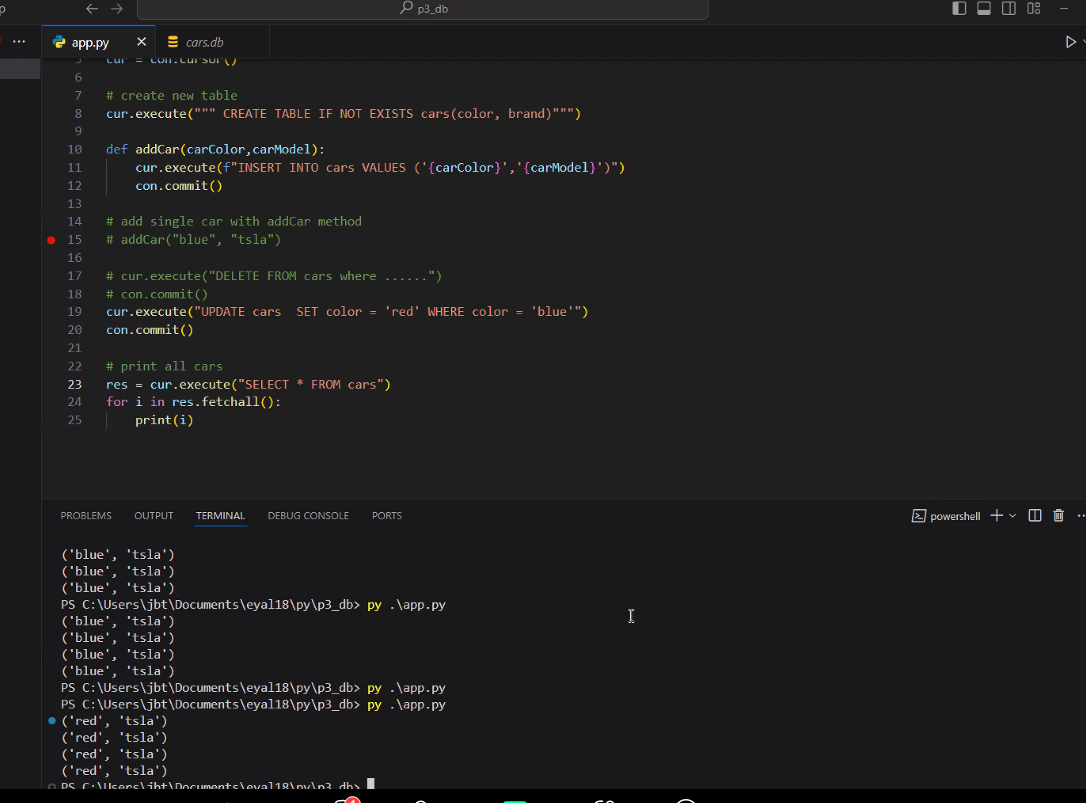 p3_db
app.py
cars.db
5 cur = con.cursor()
6
7 # create new table
8 cur.execute(""" CREATE TABLE IF NOT EXISTS cars(color, brand)""")
9
10 def addCar(carColor,carModel):
11 cur.execute(f"INSERT INTO cars VALUES ('{carColor}','{carModel}')")
12 con.commit()
13
14 # add single car with addCar method
15 # addCar("blue", "tsla")
16
17 # cur.execute("DELETE FROM cars where ......")
18 # con.commit()
19 cur.execute("UPDATE cars  SET color = 'red' WHERE color = 'blue'")
20 con.commit()
21
22 # print all cars
23 res = cur.execute("SELECT * FROM cars")
24 for i in res.fetchall():
25 print(i)
PROBLEMS OUTPUT TERMINAL DEBUG CONSOLE PORTS powershell
('blue', 'tsla')
('blue', 'tsla')
('blue', 'tsla')
PS C:\Users\jbt\Documents\eyal18\py\p3_db> py .\app.py
('blue', 'tsla')
('blue', 'tsla')
('blue', 'tsla')
('blue', 'tsla')
PS C:\Users\jbt\Documents\eyal18\py\p3_db> py .\app.py
PS C:\Users\jbt\Documents\eyal18\py\p3_db> py .\app.py
('red', 'tsla')
('red', 'tsla')
('red', 'tsla')
('red', 'tsla')
PS C:\Users\jbt\Documents\eyal18\py\p3_db>